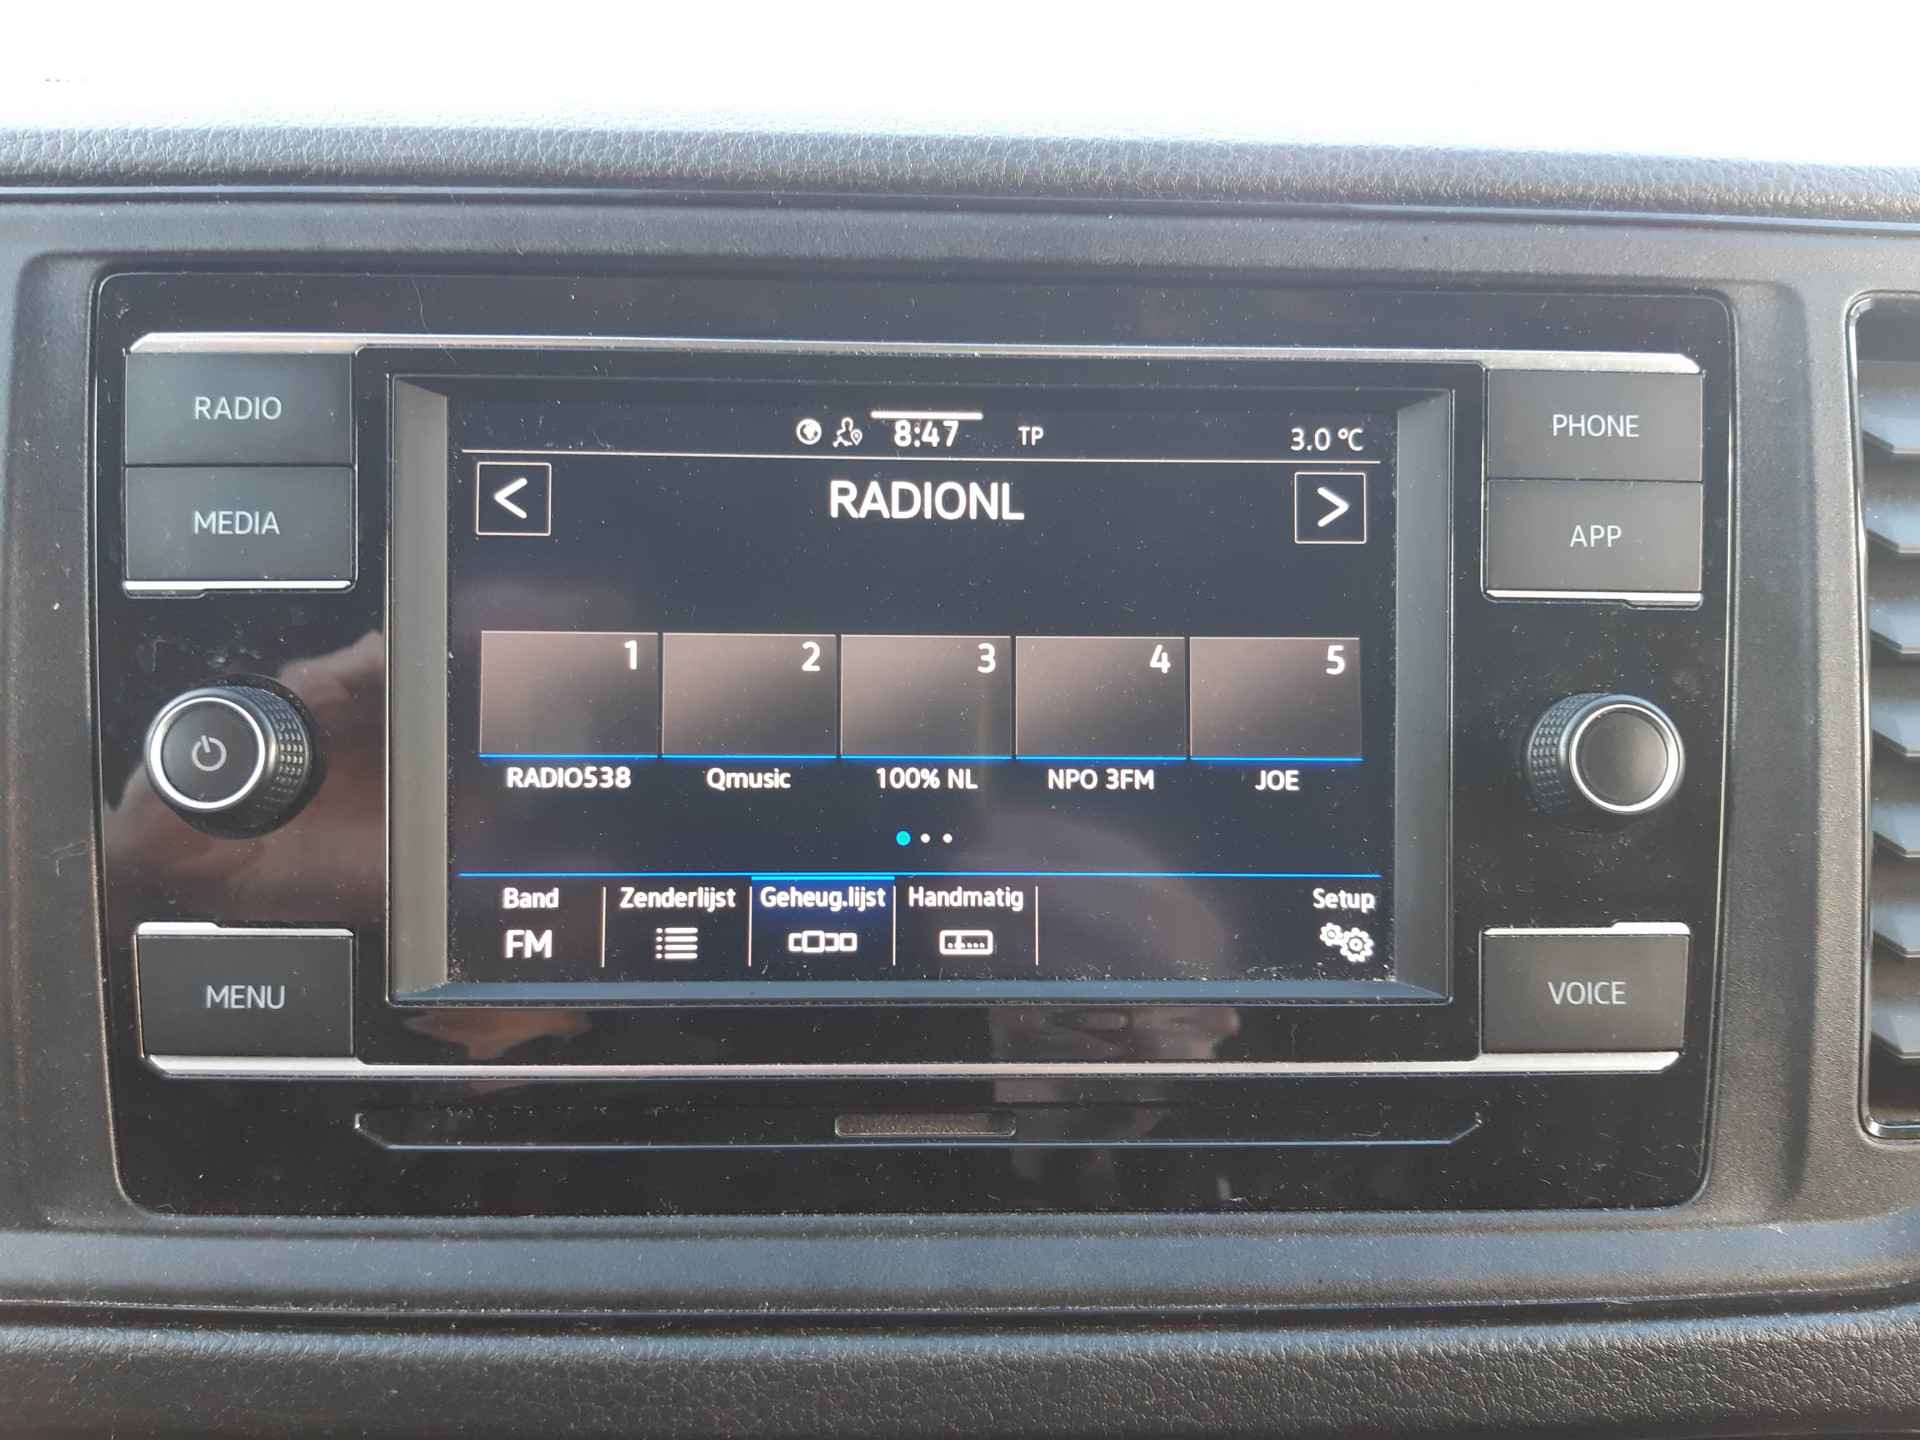 RADIO
MEDIA
MENU
8:47 TP 3.0 °C
< RADIONL >
1 2 3 4 5
RADIO538 Qmusic 100% NL NPO 3FM JOE
Band Zenderlijst Geheug.lijst Handmatig Setup
FM
PHONE
APP
VOICE